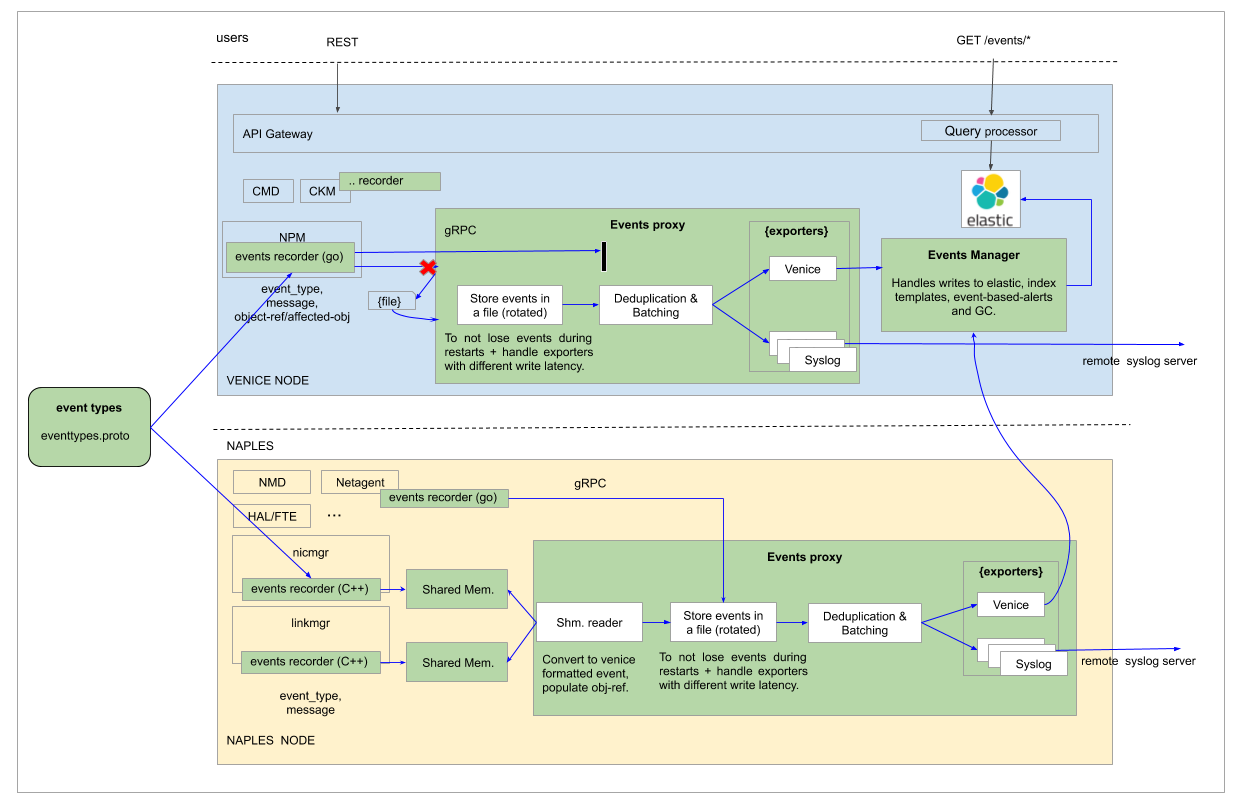 users
REST
GET /events/*
API Gateway
Query processor
elastic
CMD
CKM
.. recorder
NPM
events recorder (go)
event_type,
message,
object-ref/affected-obj
{file}
gRPC
Events proxy
Store events in
a file (rotated)
To not lose events during
restarts + handle exporters
with different write latency.
Deduplication &
Batching
{exporters}
Venice
Syslog
Events Manager
Handles writes to elastic, index
templates, event-based-alerts
and GC.
remote syslog server
VENICE NODE
event types
eventtypes.proto
NAPLES
NMD
Netagent
events recorder (go)
gRPC
HAL/FTE
...
nicmgr
events recorder (C++)
Shared Mem.
linkmgr
events recorder (C++)
Shared Mem.
event_type,
message
Events proxy
Shm. reader
Convert to venice
formatted event,
populate obj-ref.
Store events in
a file (rotated)
To not lose events during
restarts + handle exporters
with different write latency.
Deduplication &
Batching
{exporters}
Venice
Syslog
remote syslog server
NAPLES NODE